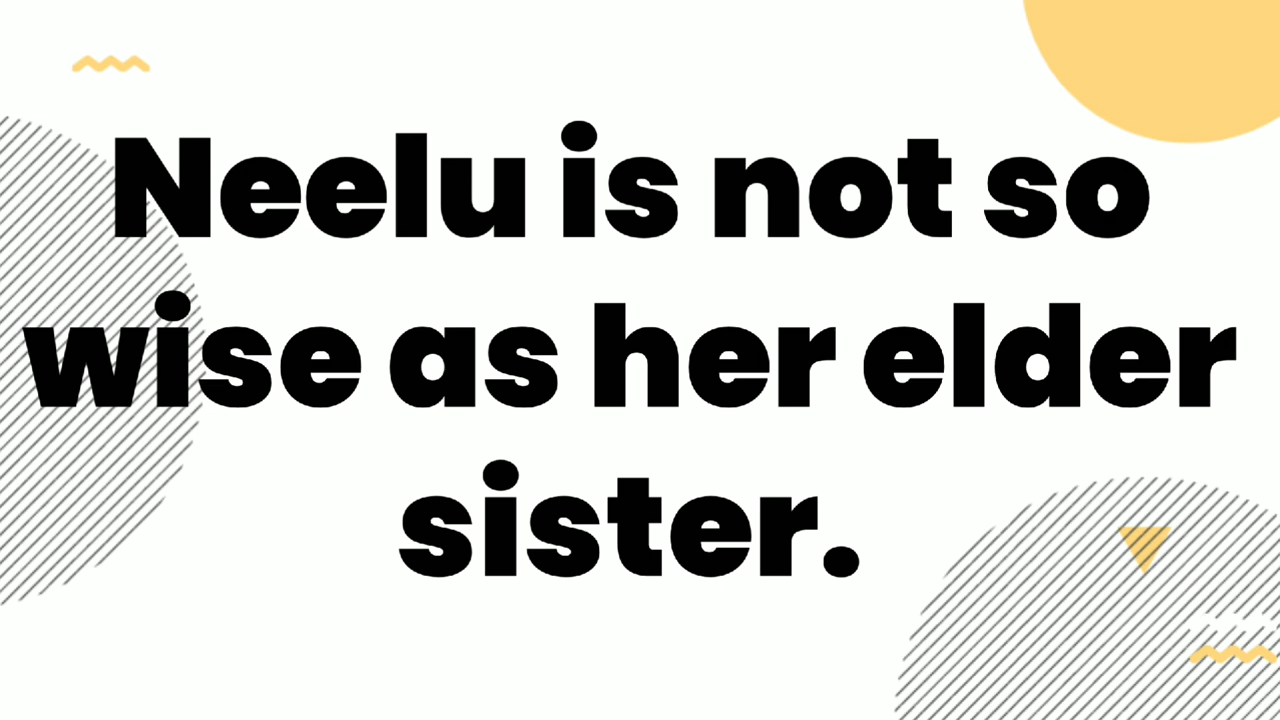 Neelu is not so
wise as her elder
sister.